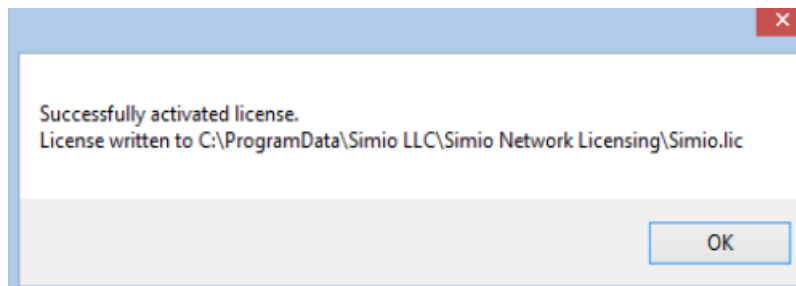 Successfully activated license.
License written to C:\ProgramData\Simio LLC\Simio Network Licensing\Simio.lic
OK